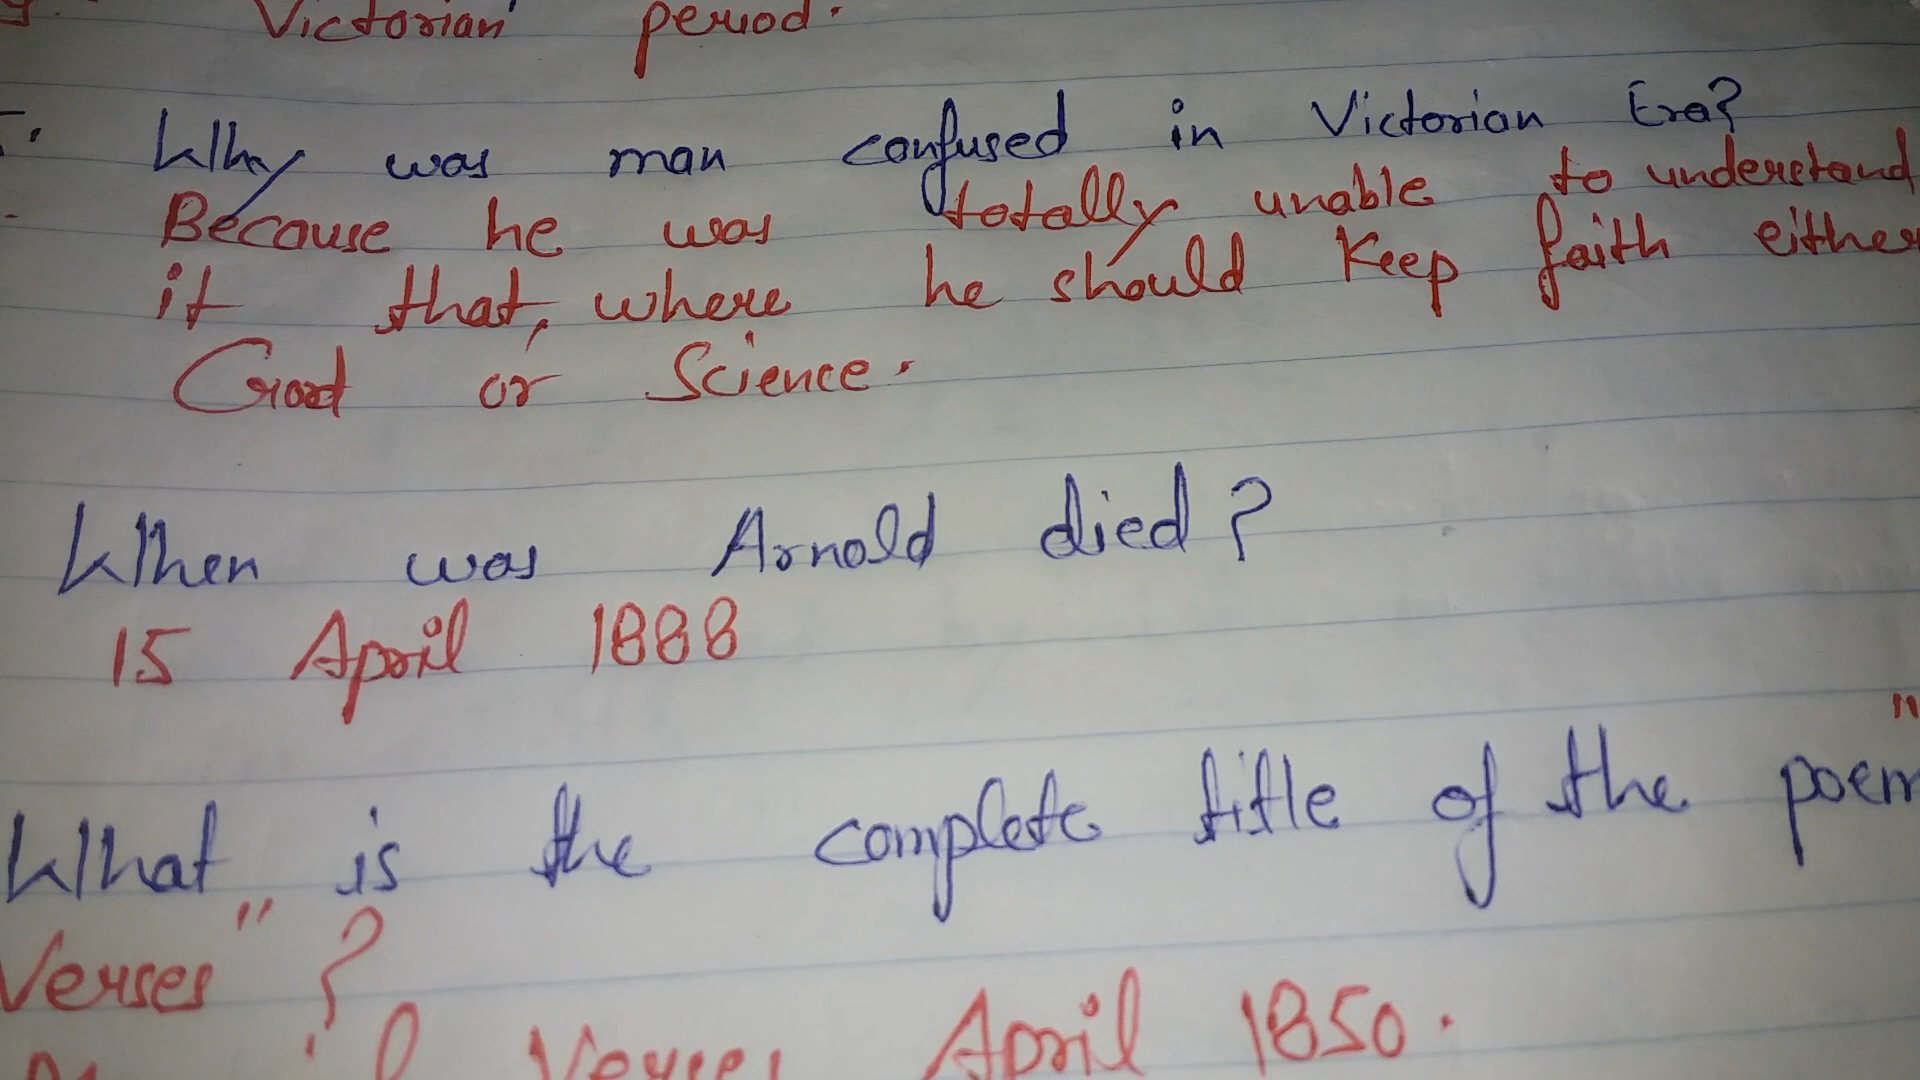 Victorian period.
Why was man confused in Victorian Era?
Because he was totally unable to understand
it that, where he should Keep faith either
God or Science.
When was Arnold died?
15 April 1888
What is the complete title of the poem "
Verses" ?
Verses April 1850.